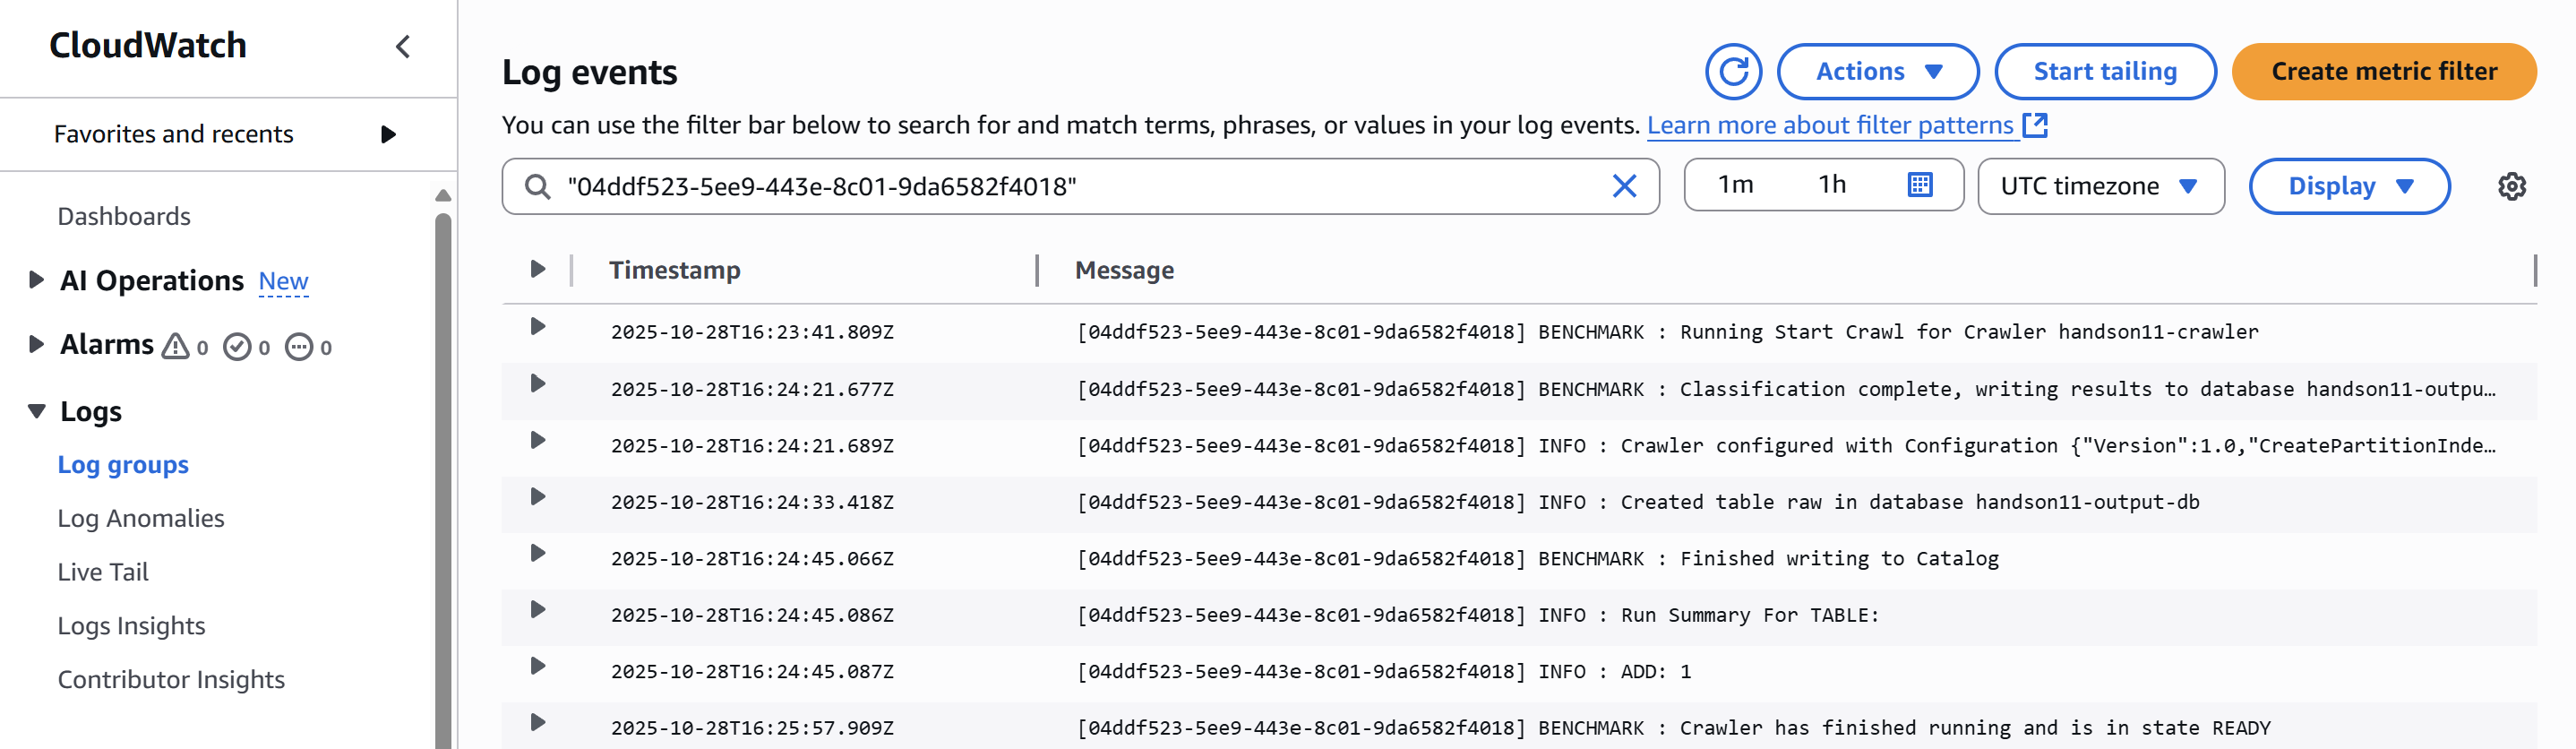 CloudWatch
Favorites and recents
Dashboards
AI Operations New
Alarms 0 0 0
Logs
Log groups
Log Anomalies
Live Tail
Logs Insights
Contributor Insights
Log events
Actions
Start tailing
Create metric filter
You can use the filter bar below to search for and match terms, phrases, or values in your log events. Learn more about filter patterns
"04ddf523-5ee9-443e-8c01-9da6582f4018"
1m 1h
UTC timezone
Display
Timestamp Message
2025-10-28T16:23:41.809Z [04ddf523-5ee9-443e-8c01-9da6582f4018] BENCHMARK : Running Start Crawl for Crawler handson11-crawler
2025-10-28T16:24:21.677Z [04ddf523-5ee9-443e-8c01-9da6582f4018] BENCHMARK : Classification complete, writing results to database handson11-outpu…
2025-10-28T16:24:21.689Z [04ddf523-5ee9-443e-8c01-9da6582f4018] INFO : Crawler configured with Configuration {"Version":1.0,"CreatePartitionInde…
2025-10-28T16:24:33.418Z [04ddf523-5ee9-443e-8c01-9da6582f4018] INFO : Created table raw in database handson11-output-db
2025-10-28T16:24:45.066Z [04ddf523-5ee9-443e-8c01-9da6582f4018] BENCHMARK : Finished writing to Catalog
2025-10-28T16:24:45.086Z [04ddf523-5ee9-443e-8c01-9da6582f4018] INFO : Run Summary For TABLE:
2025-10-28T16:24:45.087Z [04ddf523-5ee9-443e-8c01-9da6582f4018] INFO : ADD: 1
2025-10-28T16:25:57.909Z [04ddf523-5ee9-443e-8c01-9da6582f4018] BENCHMARK : Crawler has finished running and is in state READY